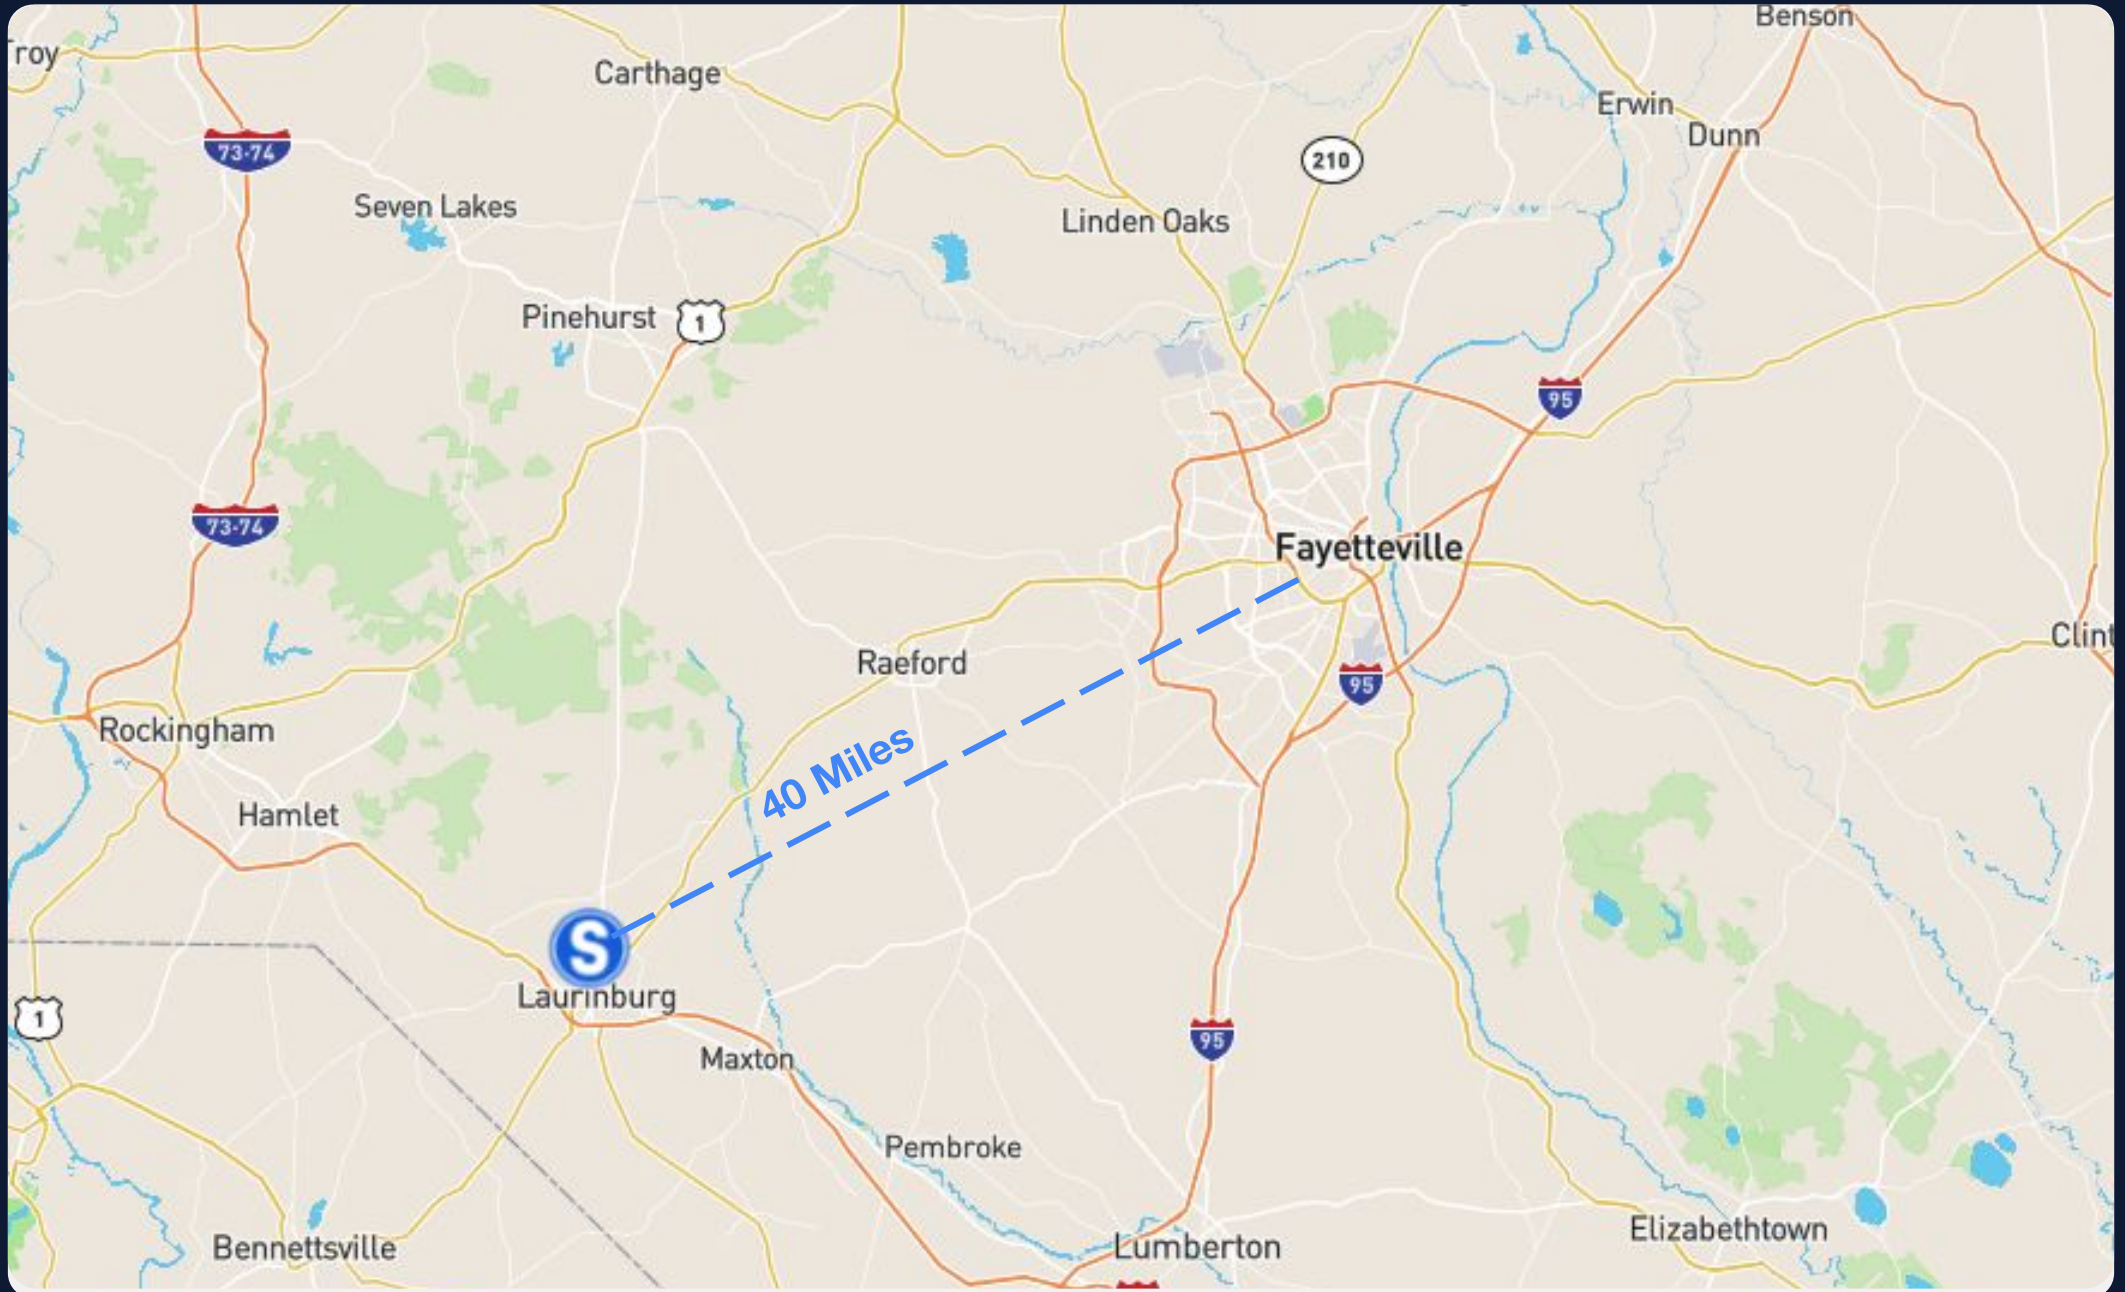 Benson
roy
Carthage
Erwin
Dunn
73-74
210
Seven Lakes
Linden Oaks
Pinehurst
1
95
73-74
Fayetteville
Clint
Raeford
95
Rockingham
40 Miles
Hamlet
S
Laurinburg
1
95
Maxton
Pembroke
Elizabethtown
Bennettsville
Lumberton